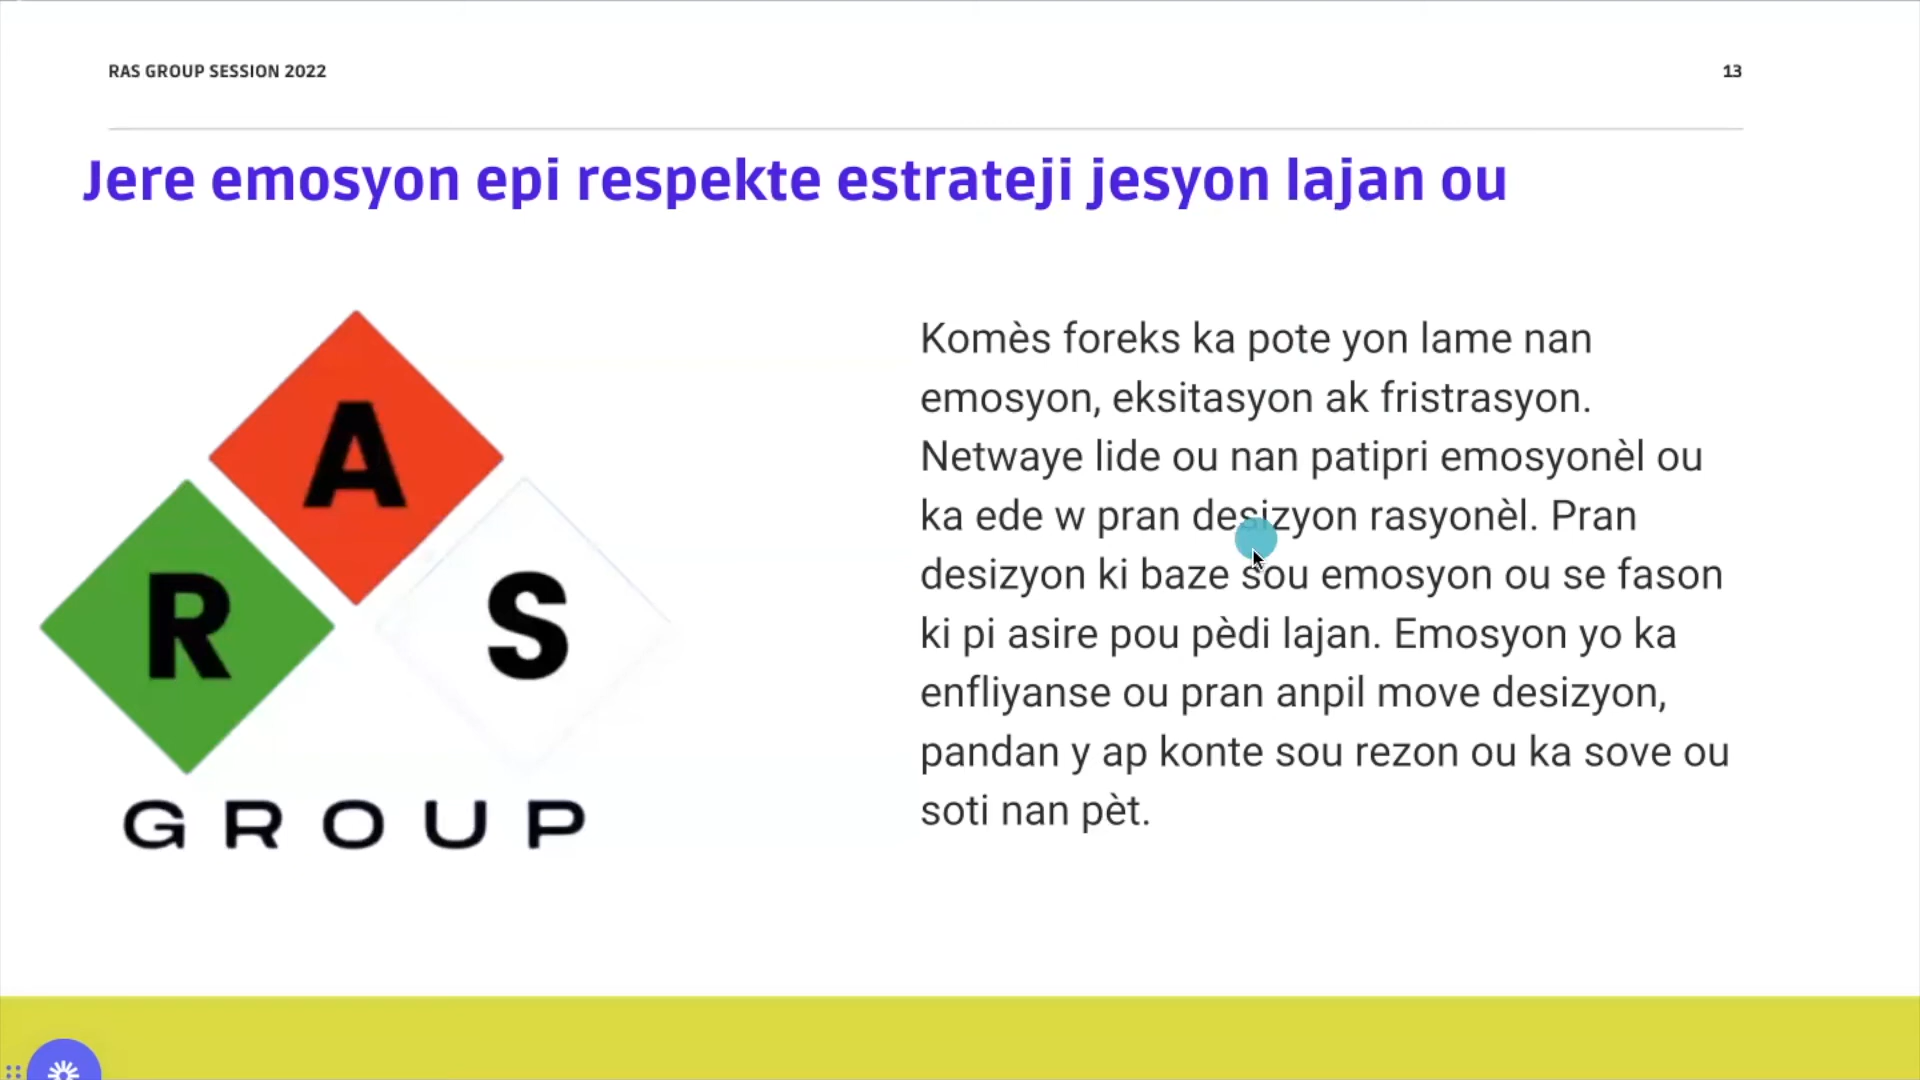 RAS GROUP SESSION 2022
13
Jere emosyon epi respekte estrateji jesyon lajan ou
A
R
S
GROUP
Komès foreks ka pote yon lame nan
emosyon, eksitasyon ak fristrasyon.
Netwaye lide ou nan patipri emosyonèl ou
ka ede w pran desizyon rasyonèl. Pran
desizyon ki baze sou emosyon ou se fason
ki pi asire pou pèdi lajan. Emosyon yo ka
enfliyanse ou pran anpil move desizyon,
pandan y ap konte sou rezon ou ka sove ou
soti nan pèt.